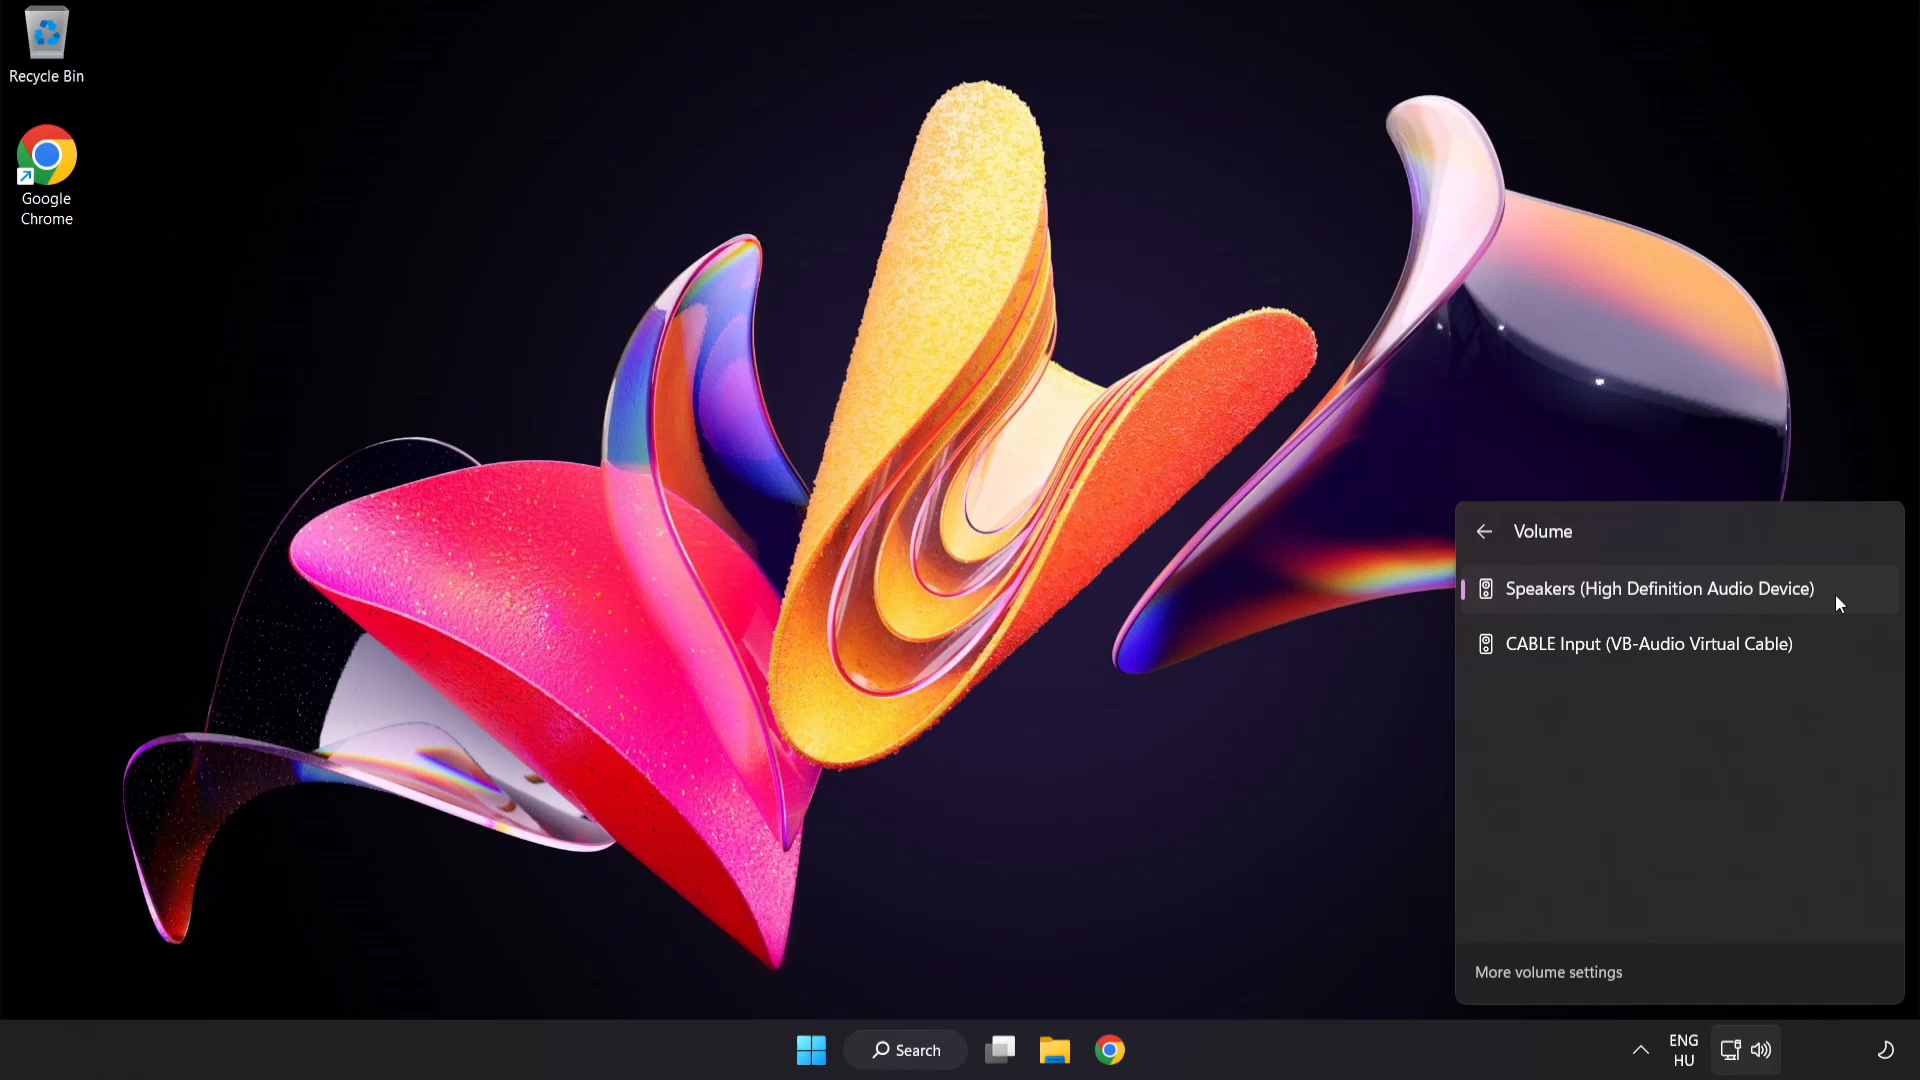 Recycle Bin
Google
Chrome
Volume
Speakers (High Definition Audio Device)
CABLE Input (VB-Audio Virtual Cable)
More volume settings
Search
ENG
HU